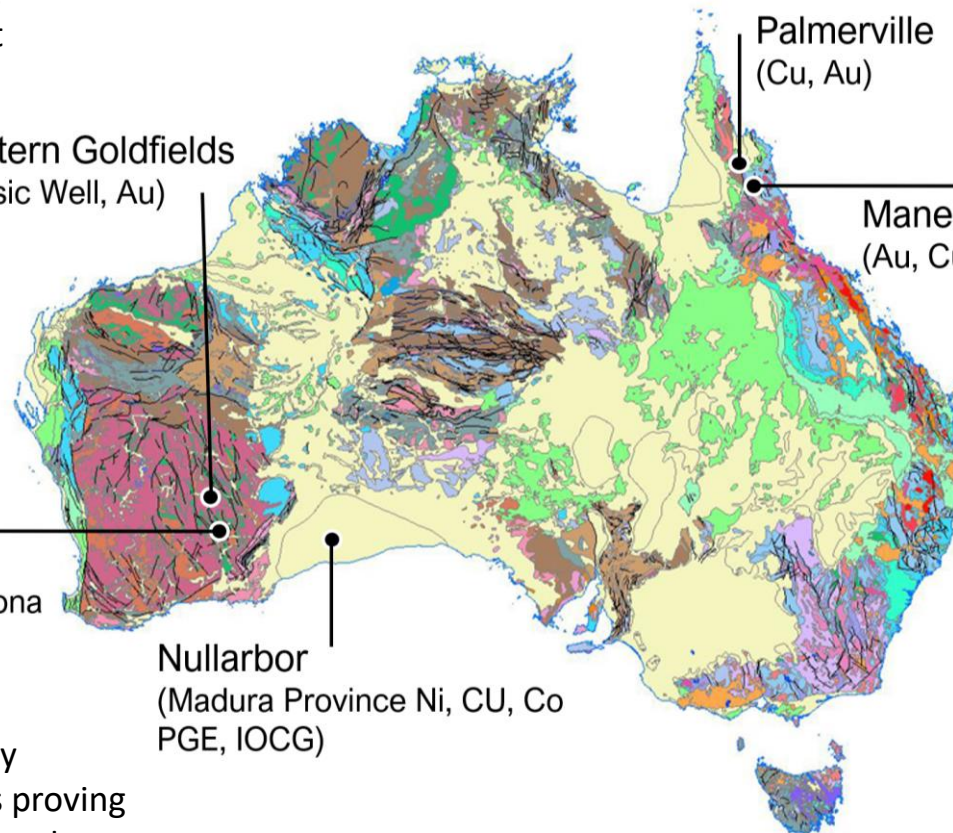 t
Palmerville
(Cu, Au)
tern Goldfields
sic Well, Au)
Mane
(Au, Cu
ona
Nullarbor
(Madura Province Ni, CU, Co
PGE, IOCG)
y
s proving